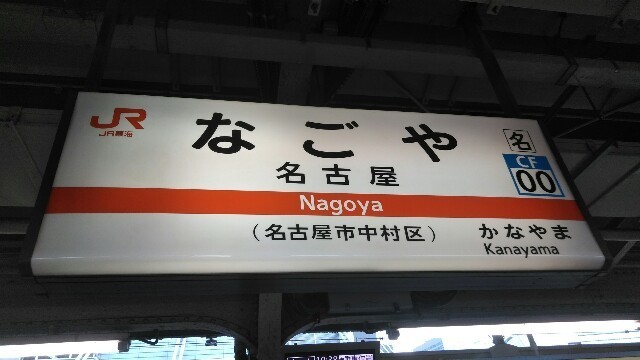 JR
JR東海
なごや
名
名古屋
CF
00
Nagoya
(名古屋市中村区)
かなやま
Kanayama